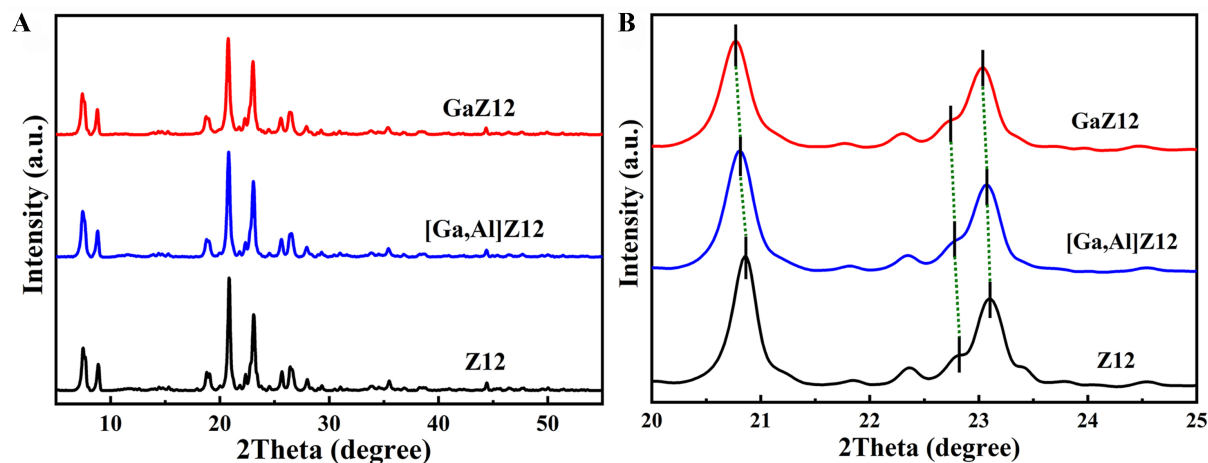 A
Intensity (a.u.)
GaZ12
[Ga,Al]Z12
Z12
10
20
30
40
50
2Theta (degree)
B
Intensity (a.u.)
GaZ12
[Ga,Al]Z12
Z12
20
21
22
23
24
25
2Theta (degree)